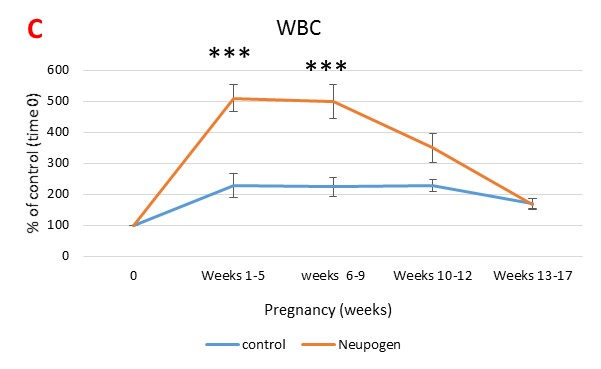 C
WBC
***
***
% of control (time 0)
600
500
400
300
200
100
0
0
Weeks 1-5
weeks  6-9
Weeks 10-12
Weeks 13-17
Pregnancy (weeks)
control
Neupogen